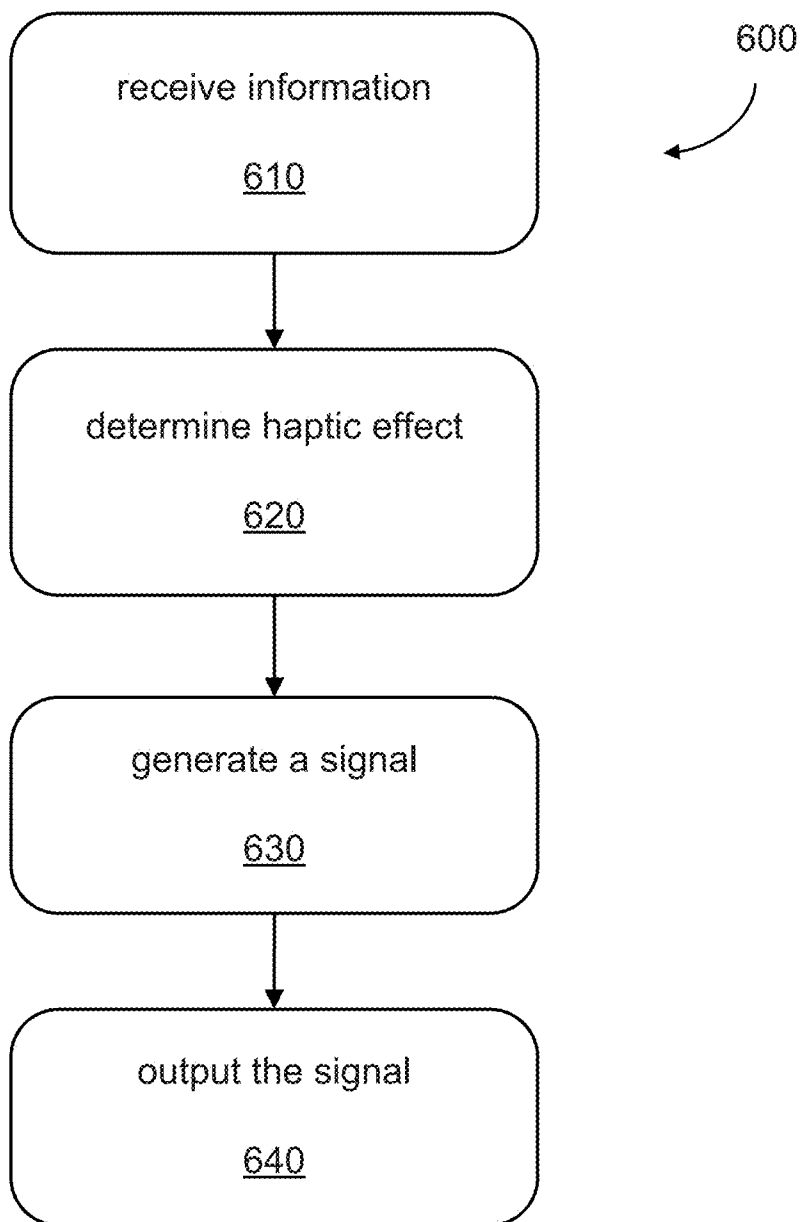 600
receive information
610
determine haptic effect
620
generate a signal
630
output the signal
640